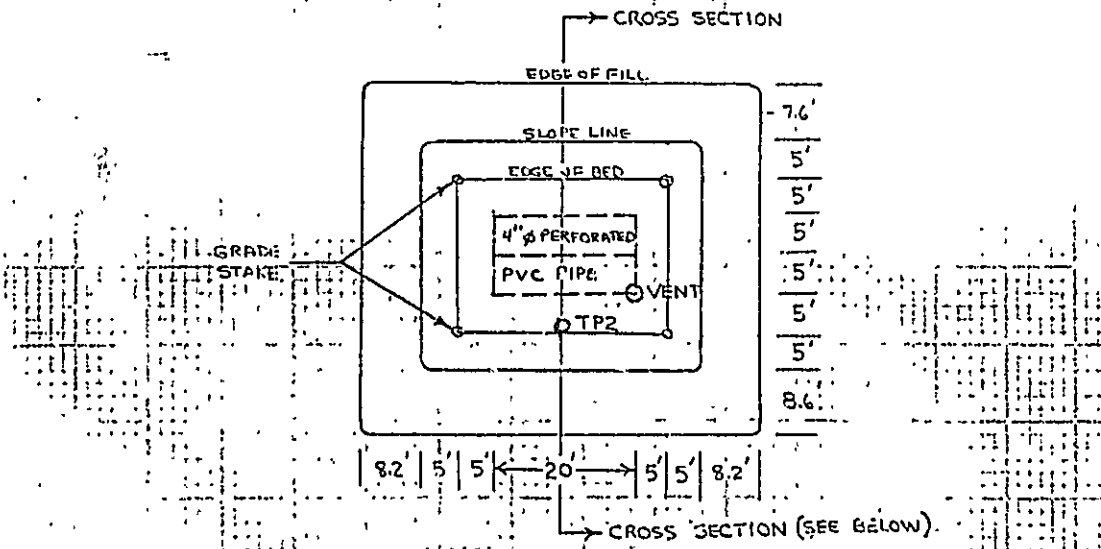 CROSS SECTION
EDGE OF FILL
7.6'
SLOPE LINE
5'
EDGE OF BED
5'
4"ø PERFORATED
5'
GRADE
STAKE
PVC PIPE
5'
VENT
5'
TP2
5'
8.6'
8.2' 5' 5' 20' 5' 5' 8.2'
CROSS SECTION (SEE BELOW).